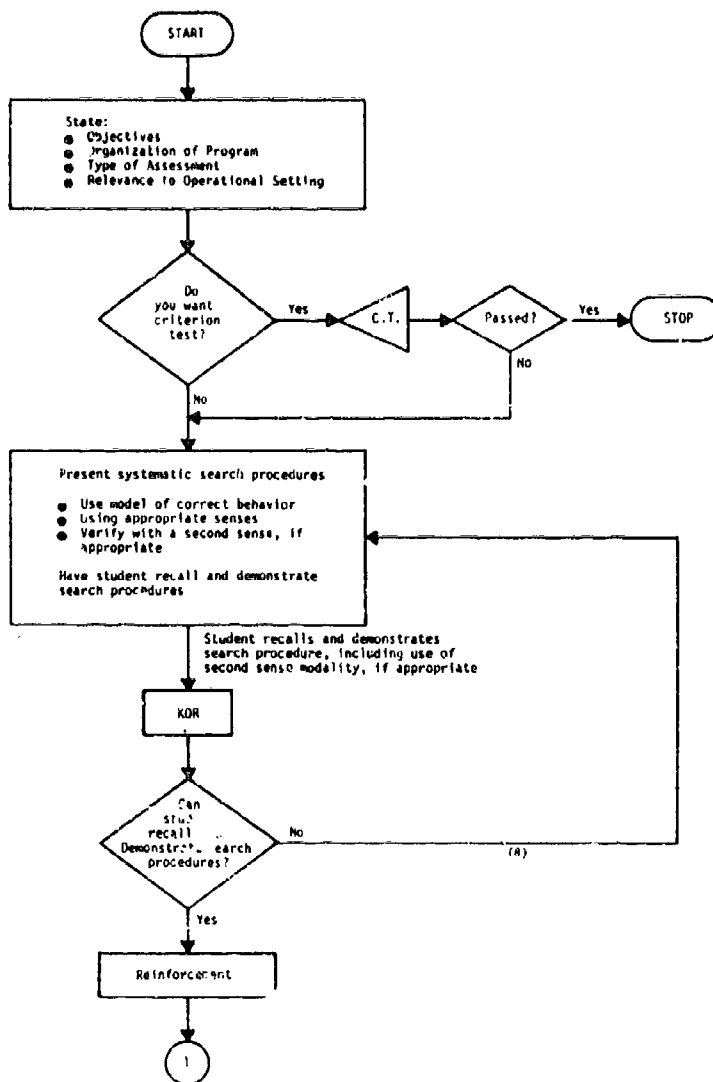 START
State:
● Objectives
● Organization of Program
● Type of Assessment
● Relevance to Operational Setting
Do
you want
criterion
test?
Yes
C.T.
Passed?
Yes
STOP
No
No
Present systematic search procedures
● Use model of correct behavior
● Using appropriate senses
● Verify with a second sense, if
appropriate
Have student recall and demonstrate
search procedures
Student recalls and demonstrates
search procedure, including use of
second sense modality, if appropriate
KOR
Can
recall
Demonstrate search
procedures?
No
(8)
Yes
Reinforcement
1